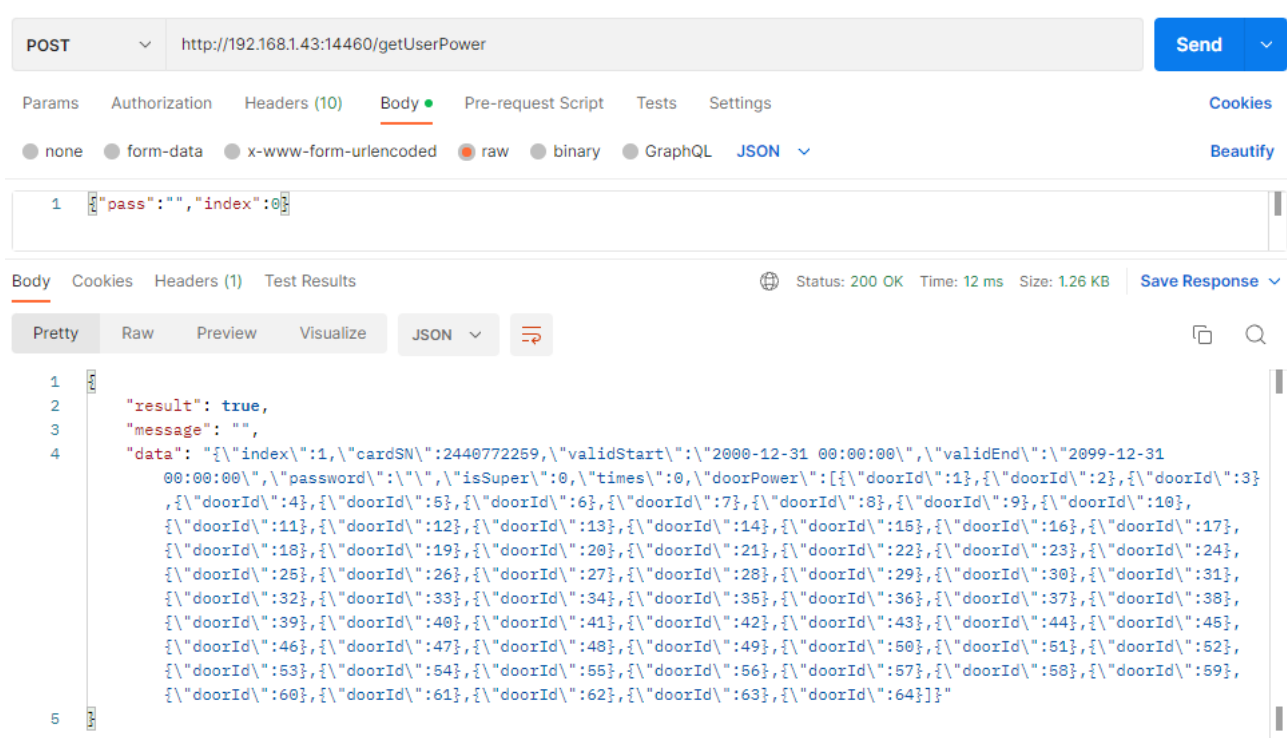 POST http://192.168.1.43:14460/getUserPower Send
Params Authorization Headers (10) Body Pre-request Script Tests Settings Cookies
none form-data x-www-form-urlencoded raw binary GraphQL JSON Beautify
1 {"pass":"","index":0}
Body Cookies Headers (1) Test Results Status: 200 OK Time: 12 ms Size: 1.26 KB Save Response
Pretty Raw Preview Visualize JSON
1 {
2 "result": true,
3 "message": "",
4 "data": "{\"index\":1,\"cardSN\":2440772259,\"validStart\":\"2000-12-31 00:00:00\",\"validEnd\":\"2099-12-31
00:00:00\",\"password\":\"\",\"isSuper\":0,\"times\":0,\"doorPower\":[{\"doorId\":1},{\"doorId\":2},{\"doorId\":3}
,{\"doorId\":4},{\"doorId\":5},{\"doorId\":6},{\"doorId\":7},{\"doorId\":8},{\"doorId\":9},{\"doorId\":10},
{\"doorId\":11},{\"doorId\":12},{\"doorId\":13},{\"doorId\":14},{\"doorId\":15},{\"doorId\":16},{\"doorId\":17},
{\"doorId\":18},{\"doorId\":19},{\"doorId\":20},{\"doorId\":21},{\"doorId\":22},{\"doorId\":23},{\"doorId\":24},
{\"doorId\":25},{\"doorId\":26},{\"doorId\":27},{\"doorId\":28},{\"doorId\":29},{\"doorId\":30},{\"doorId\":31},
{\"doorId\":32},{\"doorId\":33},{\"doorId\":34},{\"doorId\":35},{\"doorId\":36},{\"doorId\":37},{\"doorId\":38},
{\"doorId\":39},{\"doorId\":40},{\"doorId\":41},{\"doorId\":42},{\"doorId\":43},{\"doorId\":44},{\"doorId\":45},
{\"doorId\":46},{\"doorId\":47},{\"doorId\":48},{\"doorId\":49},{\"doorId\":50},{\"doorId\":51},{\"doorId\":52},
{\"doorId\":53},{\"doorId\":54},{\"doorId\":55},{\"doorId\":56},{\"doorId\":57},{\"doorId\":58},{\"doorId\":59},
{\"doorId\":60},{\"doorId\":61},{\"doorId\":62},{\"doorId\":63},{\"doorId\":64}]}"
5 }